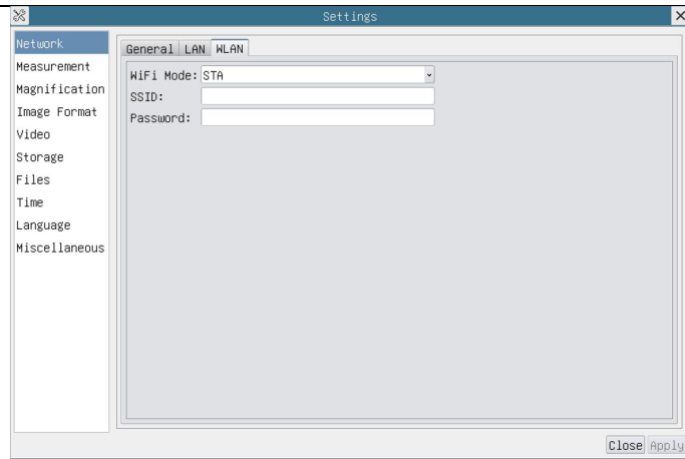 Settings
Network
Measurement
Magnification
Image Format
Video
Storage
Files
Time
Language
Miscellaneous
General LAN WLAN
WiFi Mode: STA
SSID:
Password:
Close Apply